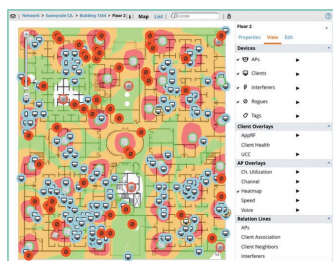 Network > Sunnyvale CA. > Building 1344 > Floor 2 | Map List | Locate
Floor 2
Properties View Edit
Devices
APs
Clients
Interferers
Rogues
Tags
Client Overlays
AppRF
Client Health
UCC
AP Overlays
Ch. Utilization
Channel
Heatmap
Speed
Voice
Relation Lines
APs
Client Association
Client Neighbors
Interferers